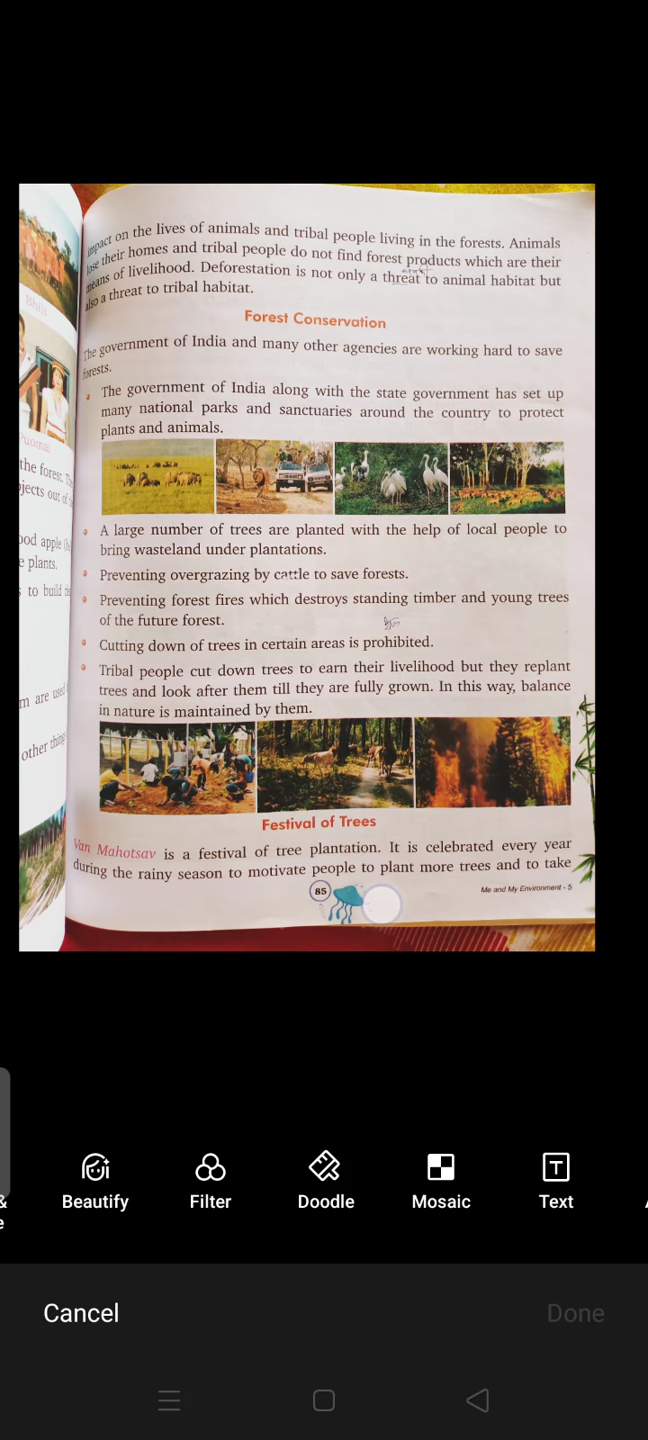 Bhils
Puomai
the forest. T
jects out of
ood apple
e plants.
to build
m are used
other things
impact on the lives of animals and tribal people living in the forests. Animals
lose their homes and tribal people do not find forest products which are their
means of livelihood. Deforestation is not only a threat to animal habitat but
also a threat to tribal habitat.
Forest Conservation
The government of India and many other agencies are working hard to save
forests.
• The government of India along with the state government has set up
many national parks and sanctuaries around the country to protect
plants and animals.
• A large number of trees are planted with the help of local people to
bring wasteland under plantations.
• Preventing overgrazing by cattle to save forests.
• Preventing forest fires which destroys standing timber and young trees
of the future forest.
• Cutting down of trees in certain areas is prohibited.
• Tribal people cut down trees to earn their livelihood but they replant
trees and look after them till they are fully grown. In this way, balance
in nature is maintained by them.
Festival of Trees
Van Mahotsav is a festival of tree plantation. It is celebrated every year
during the rainy season to motivate people to plant more trees and to take
85
Me and My Environment - 5
&
e
Beautify
Filter
Doodle
Mosaic
Text
Cancel
Done